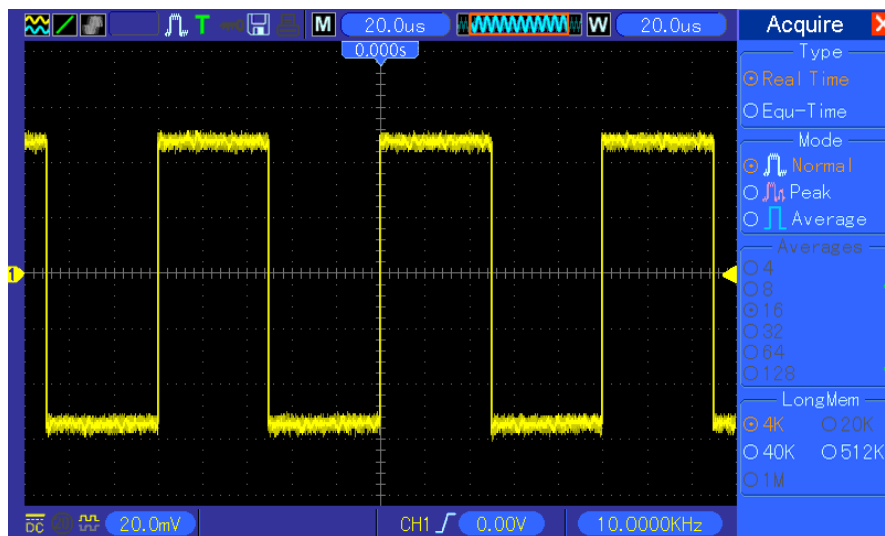 T M 20.0us W 20.0us
0.000s
Acquire X
Type
Real Time
Equ-Time
Mode
Normal
Peak
Average
Averages
4
8
16
32
64
128
LongMem
4K 20K
40K 512K
1M
1
DC 20.0mV CH1 0.00V 10.0000KHz